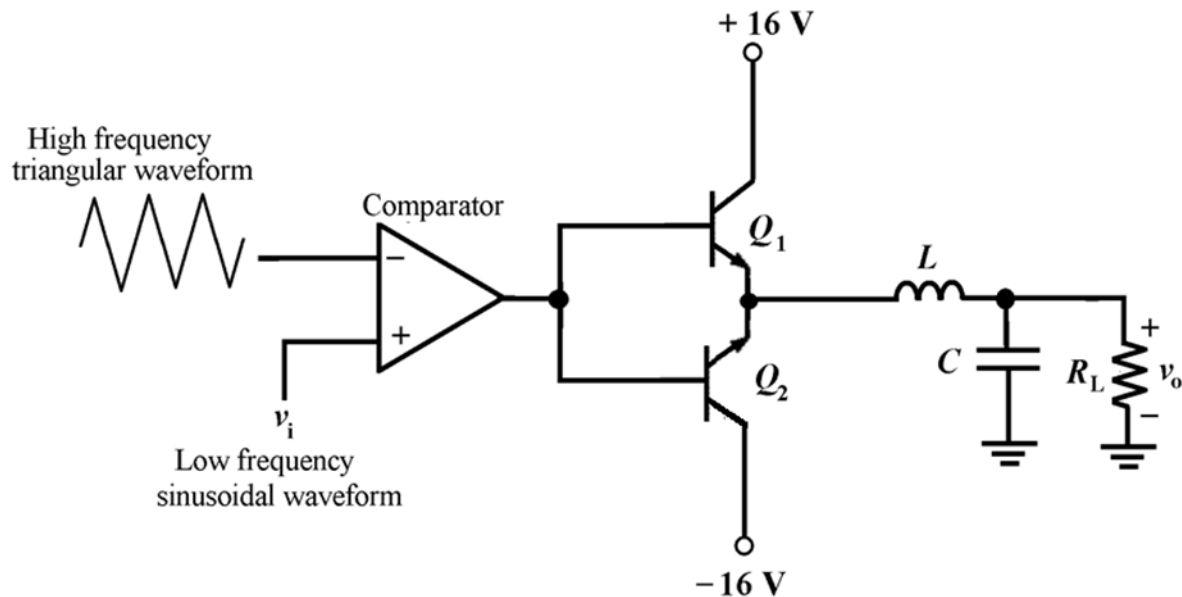 + 16 V
High frequency
triangular waveform
Comparator
−
+
Q1
Q2
L
C
RL
+
vo
−
vi
Low frequency
sinusoidal waveform
−16 V